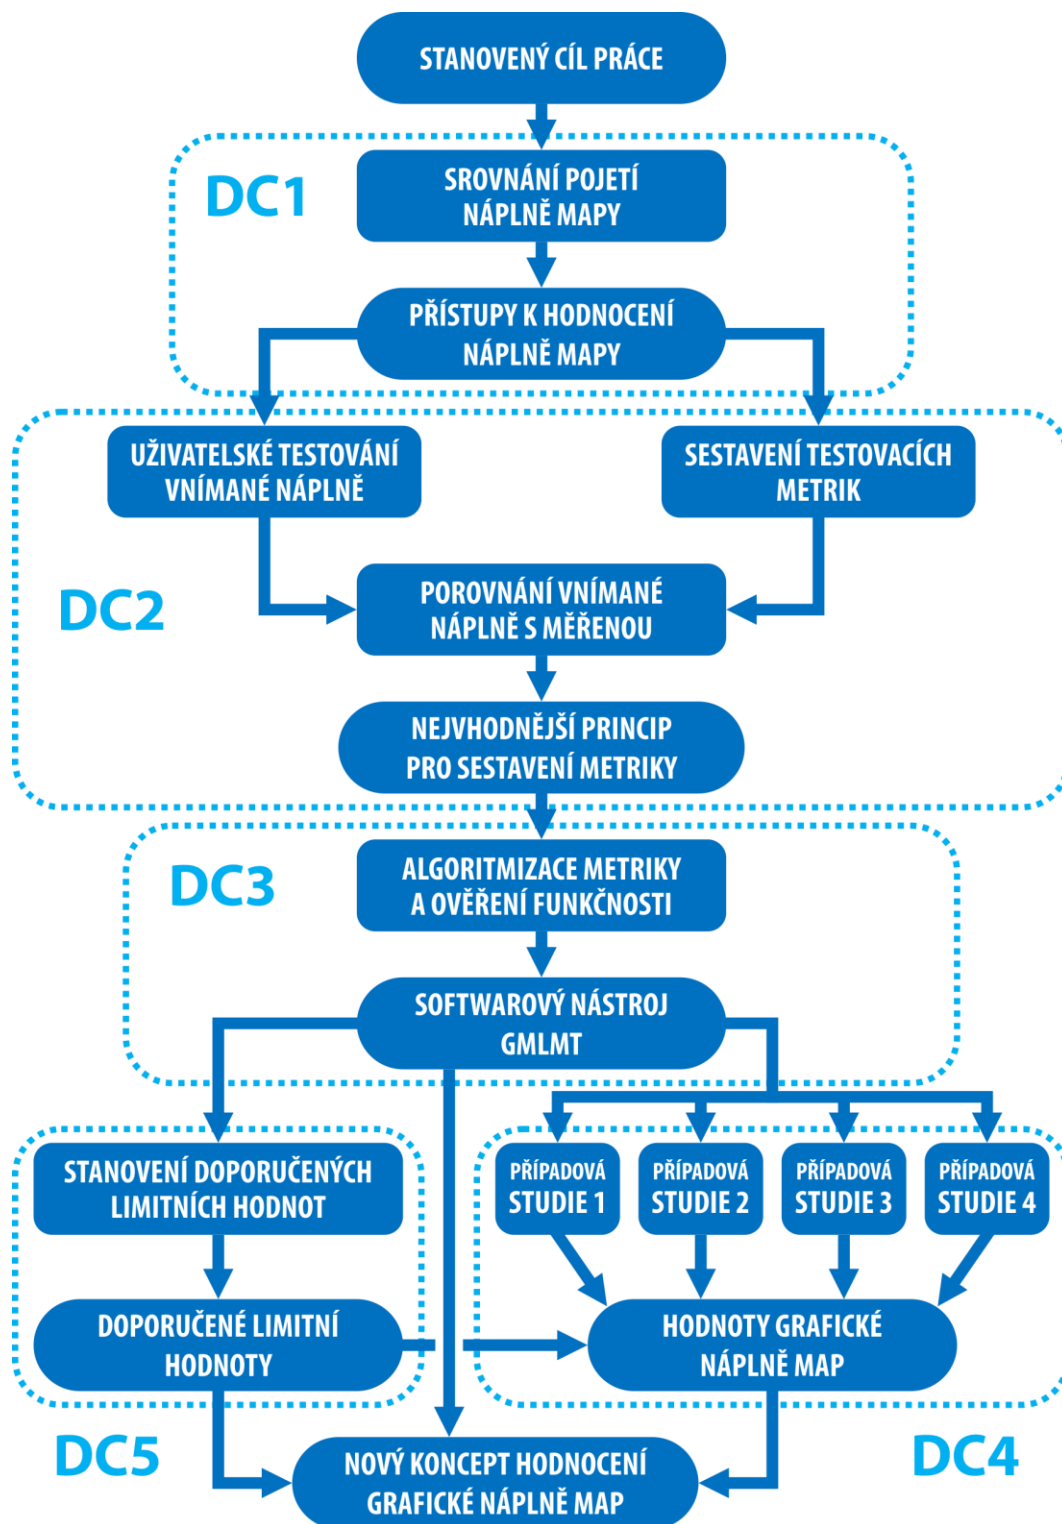 STANOVENÝ CÍL PRÁCE
DC1
SROVNÁNÍ POJETÍ
NÁPLNĚ MAPY
PŘÍSTUPY K HODNOCENÍ
NÁPLNĚ MAPY
UŽIVATELSKÉ TESTOVÁNÍ
VNÍMANÉ NÁPLNĚ
SESTAVENÍ TESTOVACÍCH
METRIK
DC2
POROVNÁNÍ VNÍMANÉ
NÁPLNĚ S MĚŘENOU
NEJVHODNĚJŠÍ PRINCIP
PRO SESTAVENÍ METRIKY
DC3
ALGORITMIZACE METRIKY
A OVĚŘENÍ FUNKČNOSTI
SOFTWAROVÝ NÁSTROJ
GMLMT
STANOVENÍ DOPORUČENÝCH
LIMITNÍCH HODNOT
PŘÍPADOVÁ
STUDIE 1
PŘÍPADOVÁ
STUDIE 2
PŘÍPADOVÁ
STUDIE 3
PŘÍPADOVÁ
STUDIE 4
DOPORUČENÉ LIMITNÍ
HODNOTY
HODNOTY GRAFICKÉ
NÁPLNĚ MAP
DC5
DC4
NOVÝ KONCEPT HODNOCENÍ
GRAFICKÉ NÁPLNĚ MAP